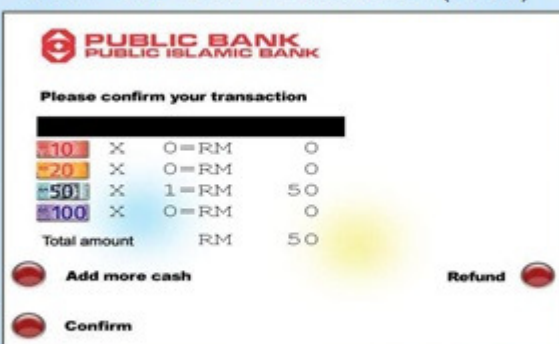 PUBLIC BANK
PUBLIC ISLAMIC BANK
Please confirm your transaction
10 X 0=RM 0
20 X 0=RM 0
50 X 1=RM 50
100 X 0=RM 0
Total amount RM 50
Add more cash Refund
Confirm